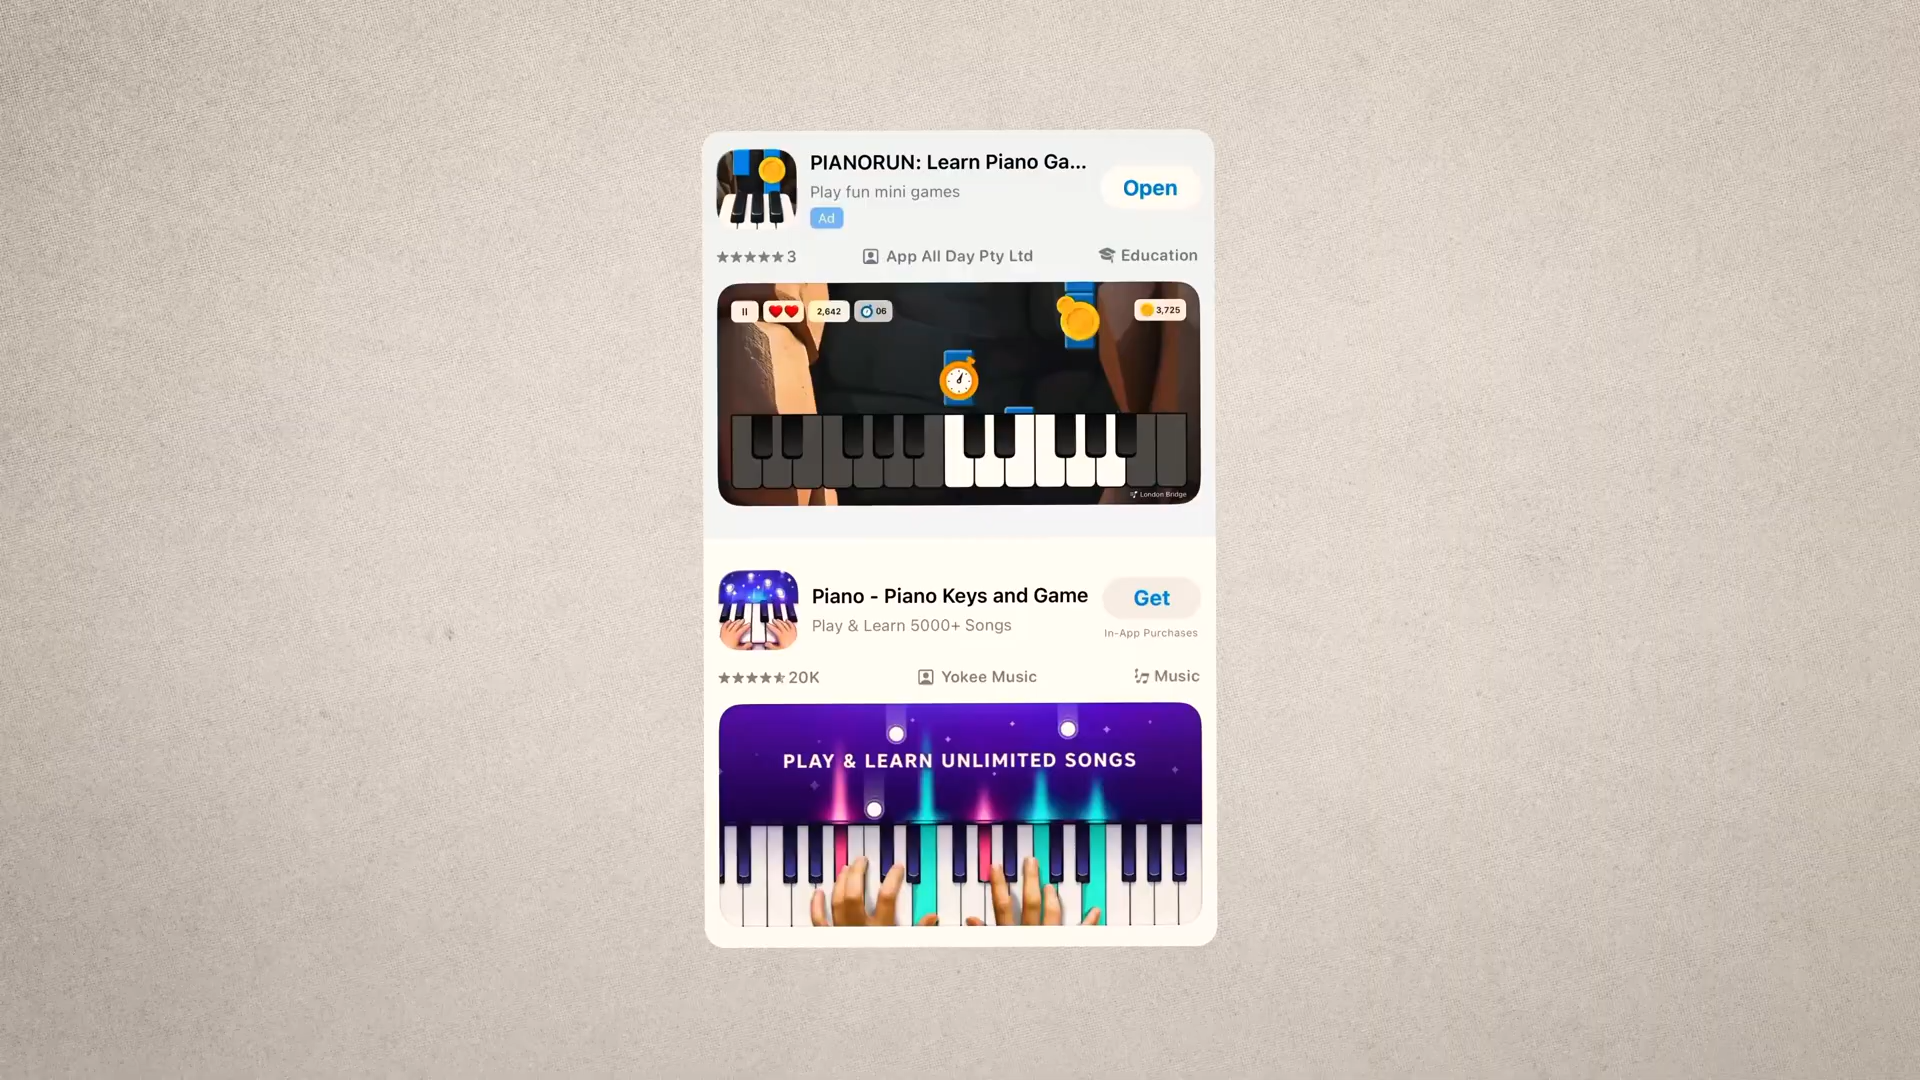 PIANORUN: Learn Piano Ga...
Play fun mini games
Ad
Open
3
App All Day Pty Ltd
Education
2,642
06
3,725
London Bridge
Piano - Piano Keys and Game
Play & Learn 5000+ Songs
Get
In-App Purchases
20K
Yokee Music
Music
PLAY & LEARN UNLIMITED SONGS